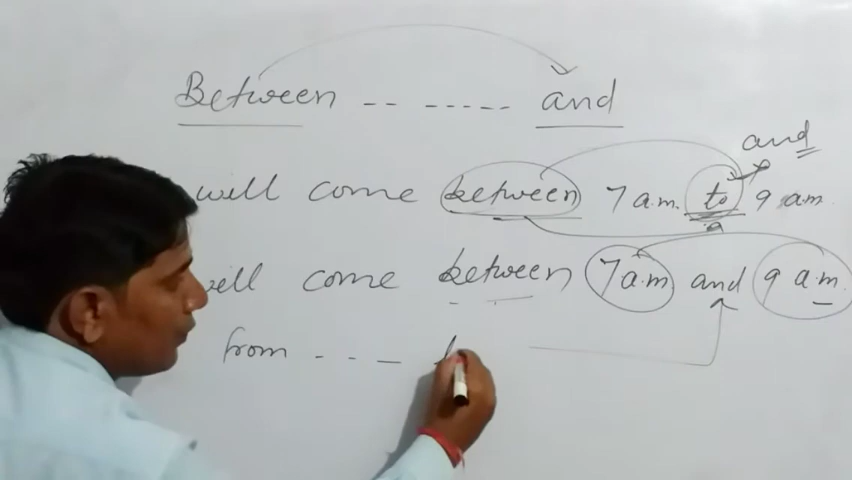 Between -- ----- and
and
will come between 7 a.m. to 9 a.m.
will come between 7 a.m and 9 a.m.
from - - -